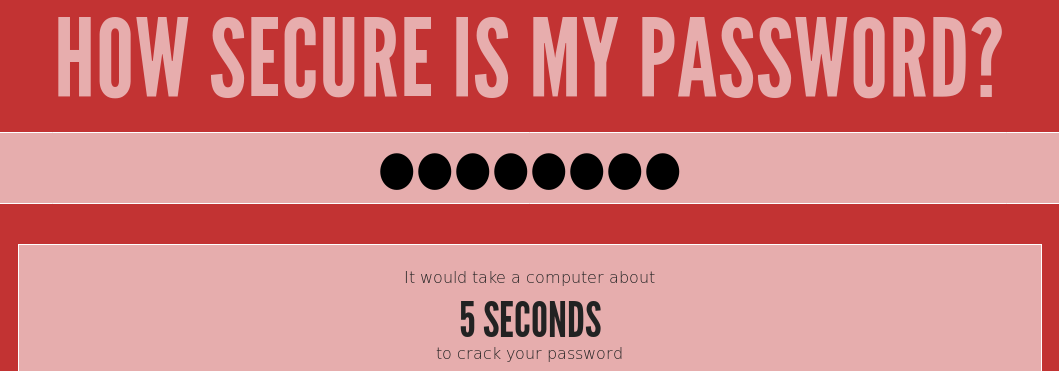 HOW SECURE IS MY PASSWORD?
It would take a computer about
5 SECONDS
to crack your password